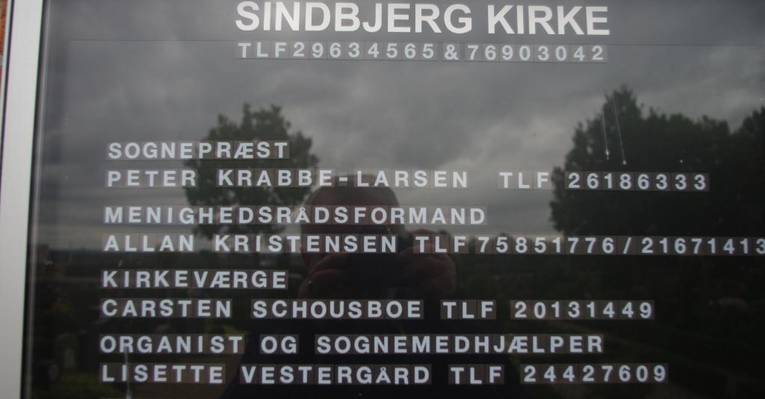 SINDBJERG KIRKE
TLF29634565 & 76903042
SOGNEPRÆST
PETER KRABBE-LARSEN TLF 26186333
MENIGHEDSRÅDSFORMAND
ALLAN KRISTENSEN TLF75851776/21671413
KIRKEVÆRGE
CARSTEN SCHOUSBOE TLF 20131449
ORGANIST OG SOGNEMEDHJÆLPER
LISETTE VESTERGÅRD TLF 24427609